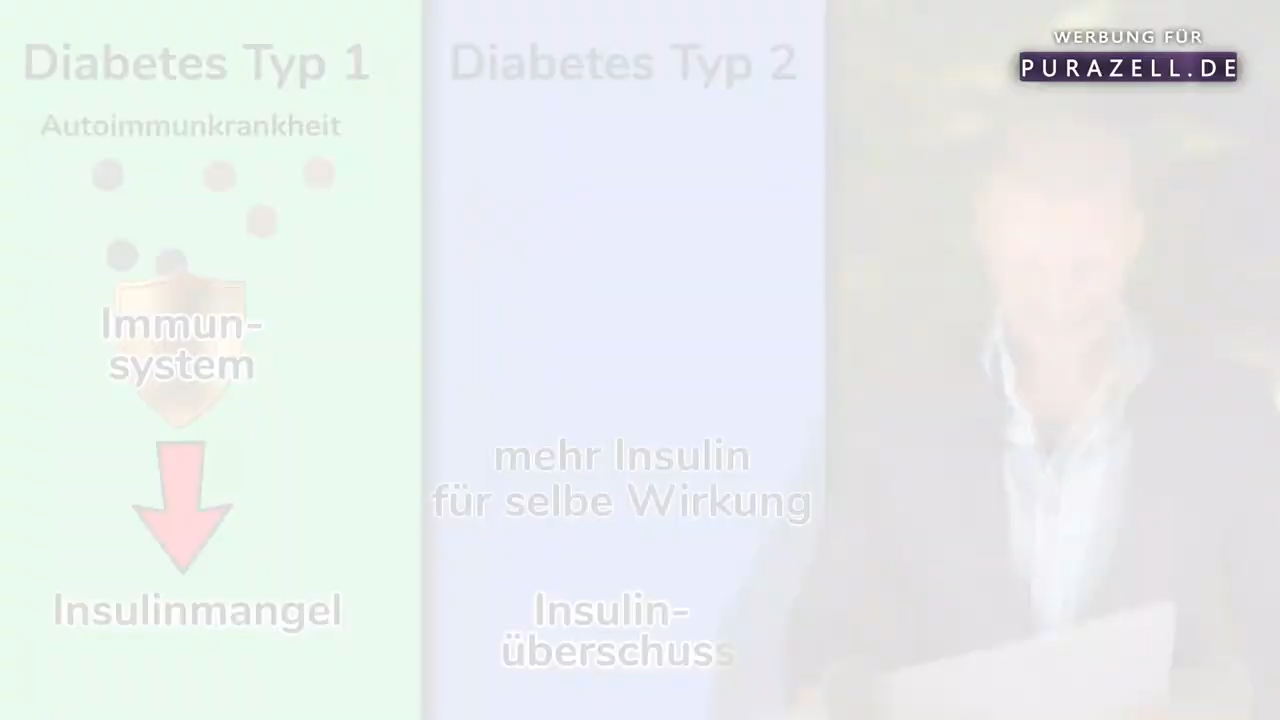 WERBUNG FÜR
PURAZELL.DE
Diabetes Typ 1
Autoimmunkrankheit
Immun-
system
Insulinmangel
Diabetes Typ 2
mehr Insulin
für selbe Wirkung
Insulin-
überschuss